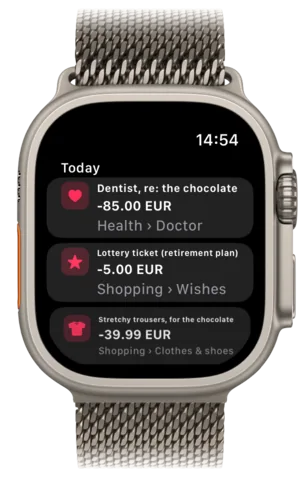 14:54
Today
Dentist, re: the chocolate
-85.00 EUR
Health › Doctor
Lottery ticket (retirement plan)
-5.00 EUR
Shopping › Wishes
Stretchy trousers, for the chocolate
-39.99 EUR
Shopping › Clothes & shoes